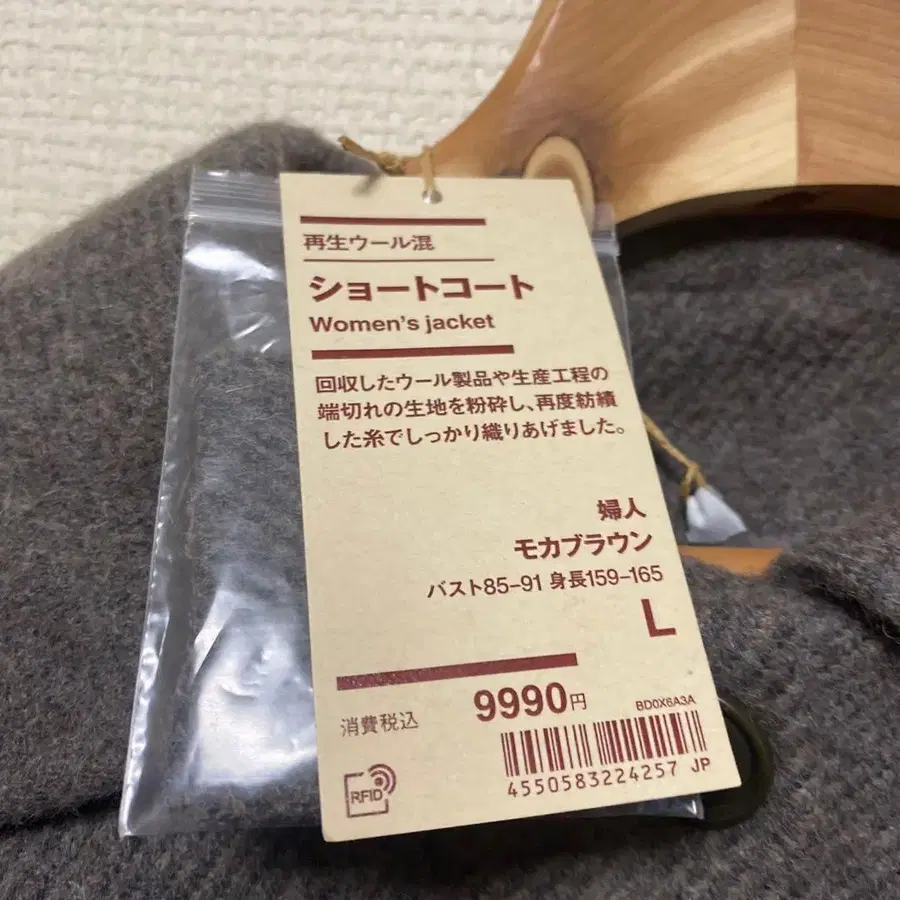 再生ウール混
ショートコート
Women's jacket
回収したウール製品や生産工程の
端切れの生地を粉砕し、再度紡績
した糸でしっかり織りあげました。
婦人
モカブラウン
バスト85-91 身長159-165
L
消費税込 9990円
BD0X6A3A
4550583224257 JP
RFID